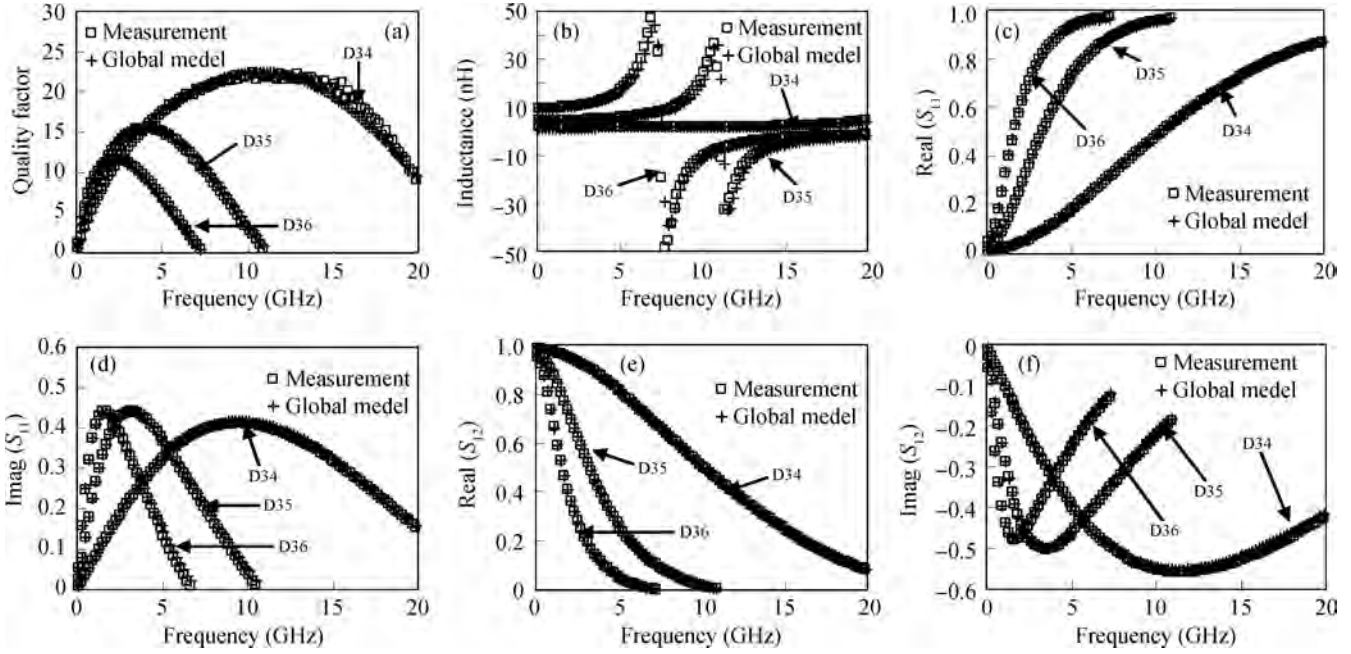 (a)
□ Measurement
+ Global medel
D34
D35
D36
30
25
20
15
10
5
0
0
5
10
15
20
Quality factor
Frequency (GHz)
(b)
□ Measurement
+ Global medel
D36
D34
D36
D35
50
30
10
−10
−30
−50
0
5
10
15
20
Inductance (nH)
Frequency (GHz)
(c)
D35
D36
D34
□ Measurement
+ Global medel
1.0
0.8
0.6
0.4
0.2
0
0
5
10
15
20
Real (S₁₁)
Frequency (GHz)
(d)
□ Measurement
+ Global medel
D34
D35
D36
0.6
0.5
0.4
0.3
0.2
0.1
0
0
5
10
15
20
Imag (S₁₁)
Frequency (GHz)
(e)
□ Measurement
+ Global medel
D35
D34
D36
1.0
0.8
0.6
0.4
0.2
0
0
5
10
15
20
Real (S₁₂)
Frequency (GHz)
(f)
□ Measurement
+ Global medel
D34
D35
D36
0
−0.1
−0.2
−0.3
−0.4
−0.5
−0.6
0
5
10
15
20
Imag (S₁₂)
Frequency (GHz)